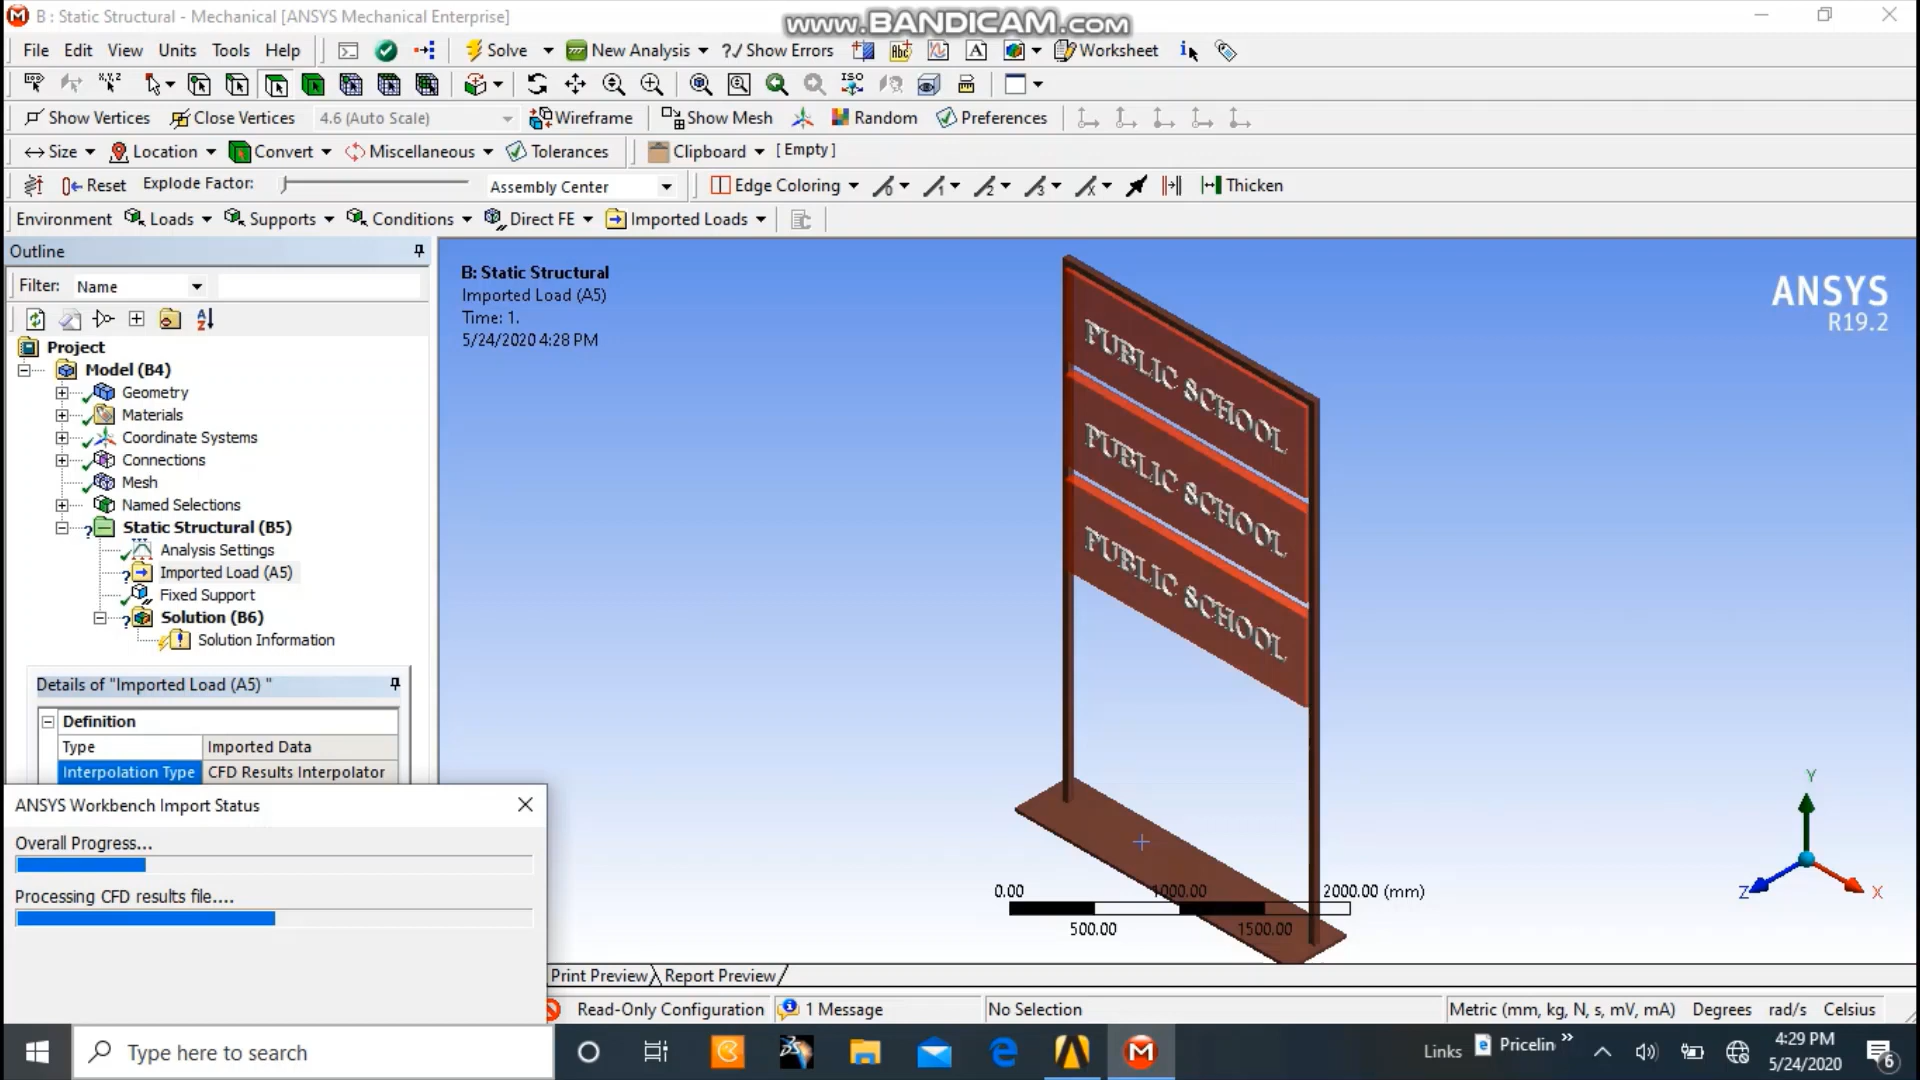 B : Static Structural - Mechanical [ANSYS Mechanical Enterprise]
www.BANDICAM.com
File Edit View Units Tools Help Solve New Analysis ?✓ Show Errors Worksheet
Show Vertices Close Vertices 4.6 (Auto Scale) Wireframe Show Mesh Random Preferences
Size Location Convert Miscellaneous Tolerances Clipboard [ Empty ]
Reset Explode Factor: Assembly Center Edge Coloring Thicken
Environment Loads Supports Conditions Direct FE Imported Loads
Outline
Filter: Name
Project
Model (B4)
Geometry
Materials
Coordinate Systems
Connections
Mesh
Named Selections
Static Structural (B5)
Analysis Settings
Imported Load (A5)
Fixed Support
Solution (B6)
Solution Information
Details of "Imported Load (A5) "
Definition
Type Imported Data
Interpolation Type CFD Results Interpolator
ANSYS Workbench Import Status
Overall Progress...
Processing CFD results file....
B: Static Structural
Imported Load (A5)
Time: 1.
5/24/2020 4:28 PM
ANSYS
R19.2
PUBLIC SCHOOL
PUBLIC SCHOOL
PUBLIC SCHOOL
0.00 1000.00 2000.00 (mm)
500.00 1500.00
Y
Z X
Print Preview Report Preview
Read-Only Configuration 1 Message No Selection Metric (mm, kg, N, s, mV, mA) Degrees rad/s Celsius
Type here to search
Links Pricelin »
4:29 PM
5/24/2020
6